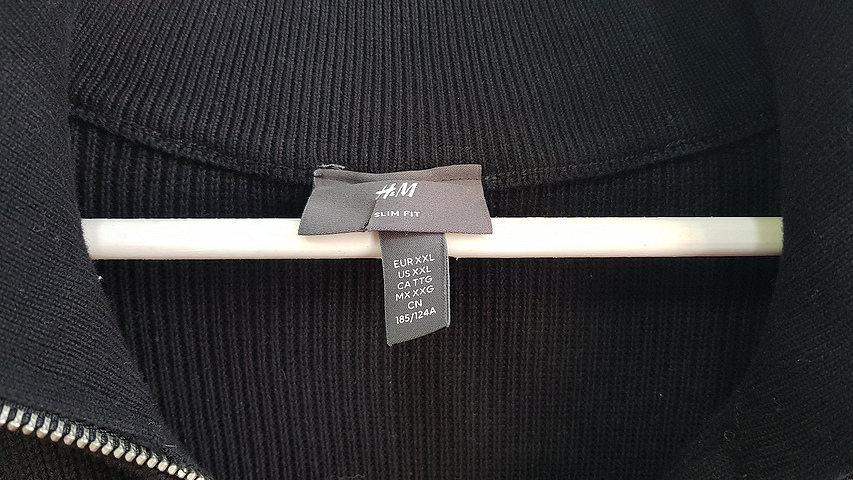 H&M
SLIM FIT
EUR XXL
US XXL
CA TTG
MX XXG
CN
185/124A